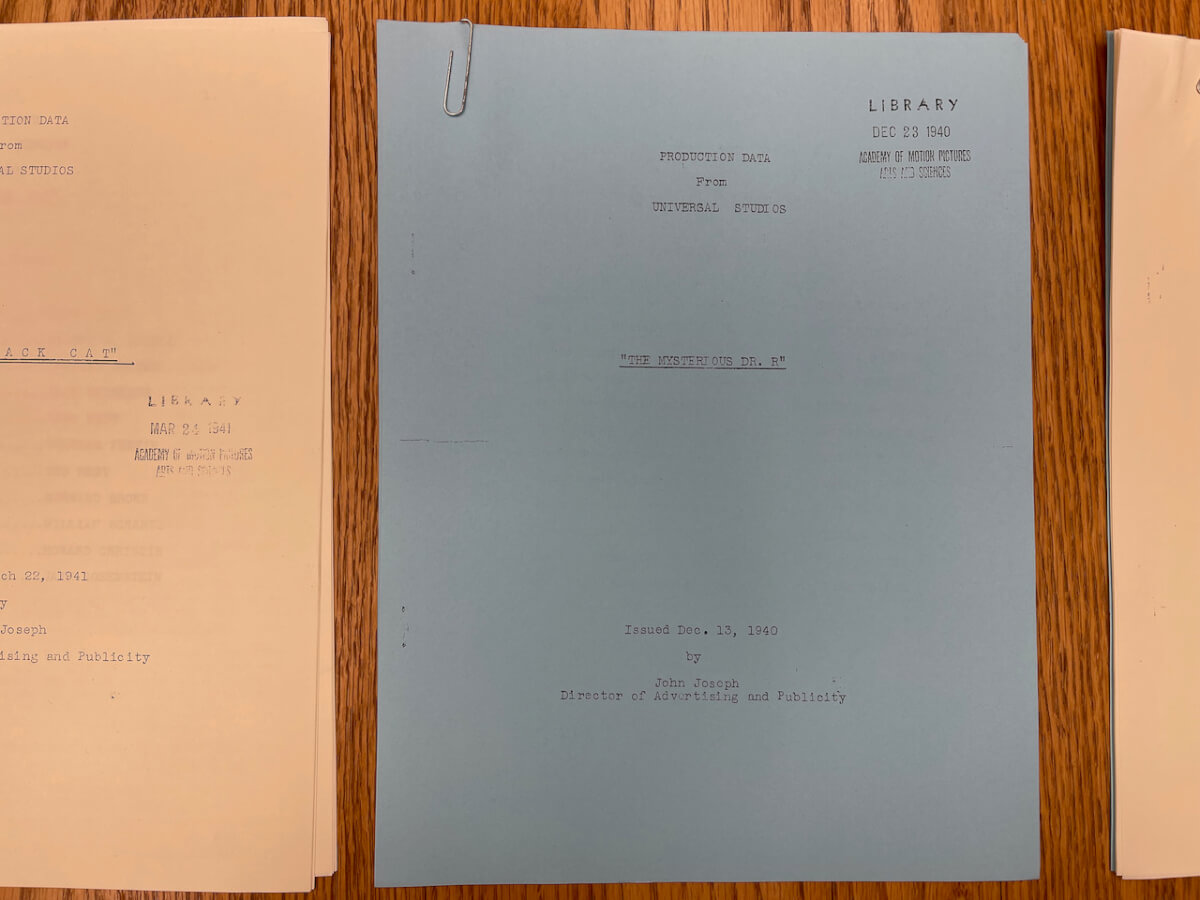 TION DATA
rom
AL STUDIOS
ACK CAT"
LIBRARY
MAR 24 1941
ACADEMY OF MOTION PICTURES
ARTS AND SCIENCES
ch 22, 1941
y
Joseph
ising and Publicity
LIBRARY
DEC 23 1940
ACADEMY OF MOTION PICTURES
ARTS AND SCIENCES
PRODUCTION DATA
From
UNIVERSAL STUDIOS
"THE MYSTERIOUS DR. R"
Issued Dec. 13, 1940
by
John Joseph
Director of Advertising and Publicity